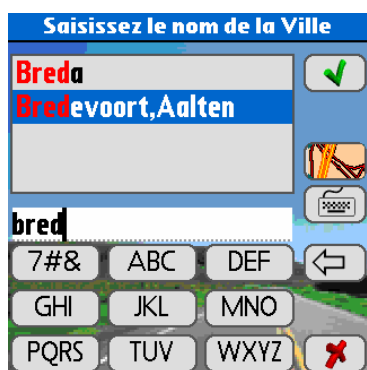 Saisissez le nom de la Ville
Breda
Bredevoort,Aalten
bred
7#& ABC DEF
GHI JKL MNO
PQRS TUV WXYZ